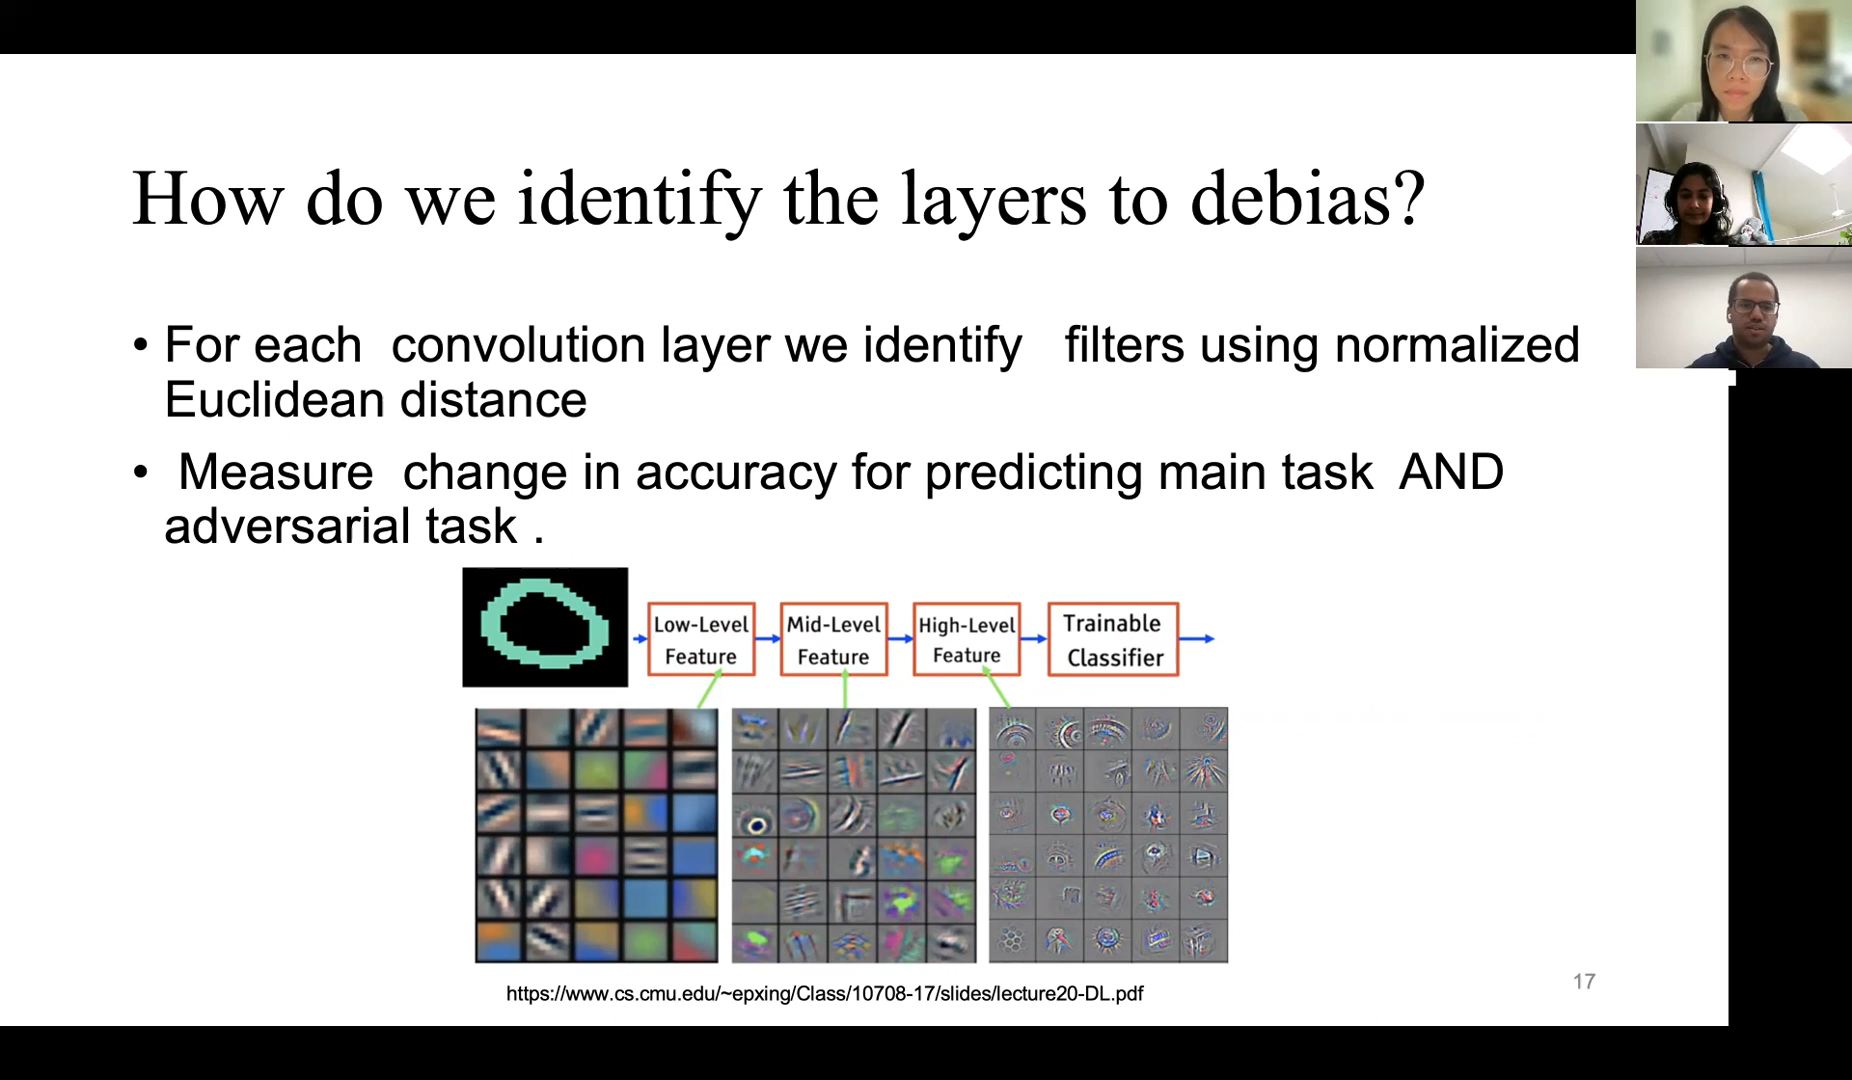 How do we identify the layers to debias?
• For each convolution layer we identify filters using normalized
Euclidean distance
• Measure change in accuracy for predicting main task AND
adversarial task .
Low-Level
Feature
Mid-Level
Feature
High-Level
Feature
Trainable
Classifier
https://www.cs.cmu.edu/~epxing/Class/10708-17/slides/lecture20-DL.pdf
17